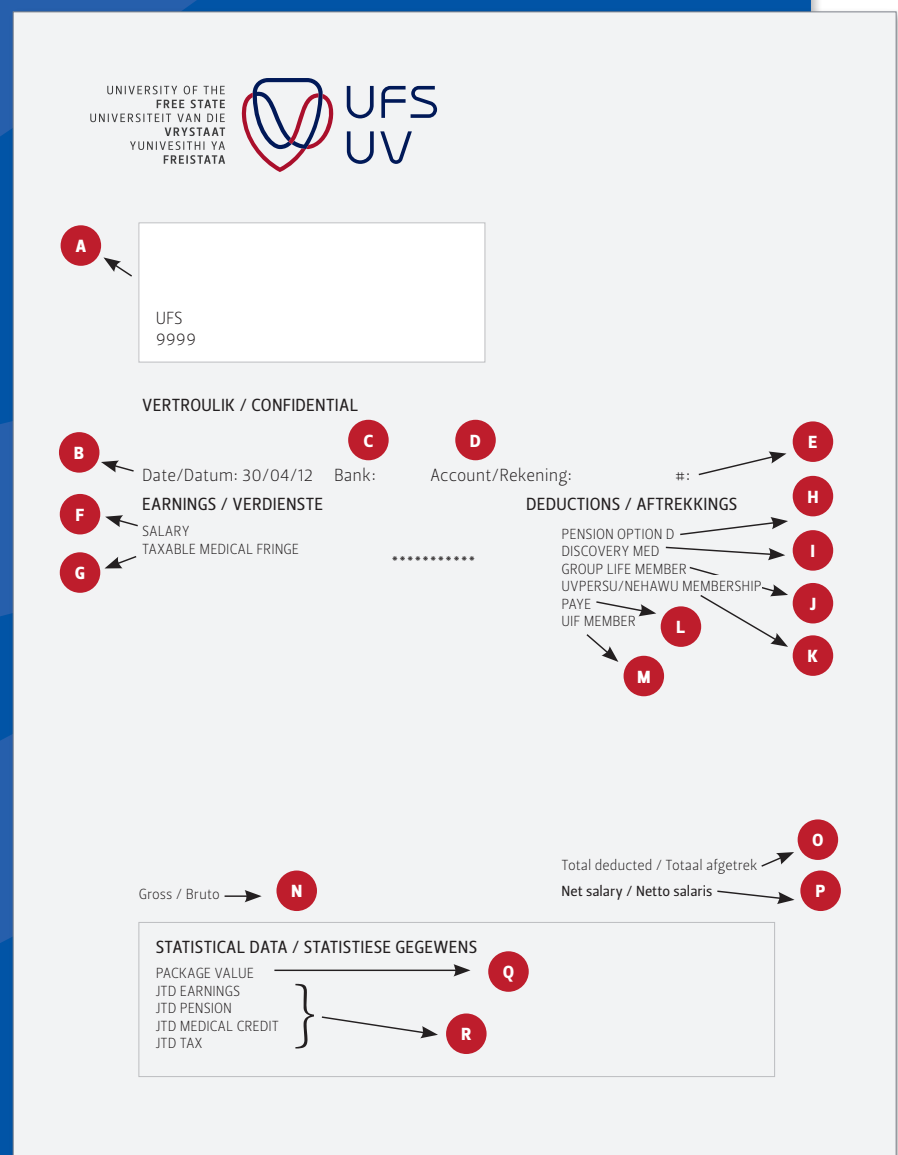 UNIVERSITY OF THE
FREE STATE
UNIVERSITEIT VAN DIE
VRYSTAAT
YUNIVESITHI YA
FREISTATA
UFS
UV
A
UFS
9999
VERTROULIK / CONFIDENTIAL
B
C
D
E
Date/Datum: 30/04/12 Bank: Account/Rekening: #:
F
EARNINGS / VERDIENSTE
SALARY
TAXABLE MEDICAL FRINGE
G
***********
DEDUCTIONS / AFTREKKINGS
H
PENSION OPTION D
DISCOVERY MED
I
GROUP LIFE MEMBER
UVPERSU/NEHAWU MEMBERSHIP
J
PAYE
L
UIF MEMBER
K
M
O
Total deducted / Totaal afgetrek
Gross / Bruto N
Net salary / Netto salaris P
STATISTICAL DATA / STATISTIESE GEGEWENS
PACKAGE VALUE Q
JTD EARNINGS
JTD PENSION
JTD MEDICAL CREDIT
JTD TAX
R